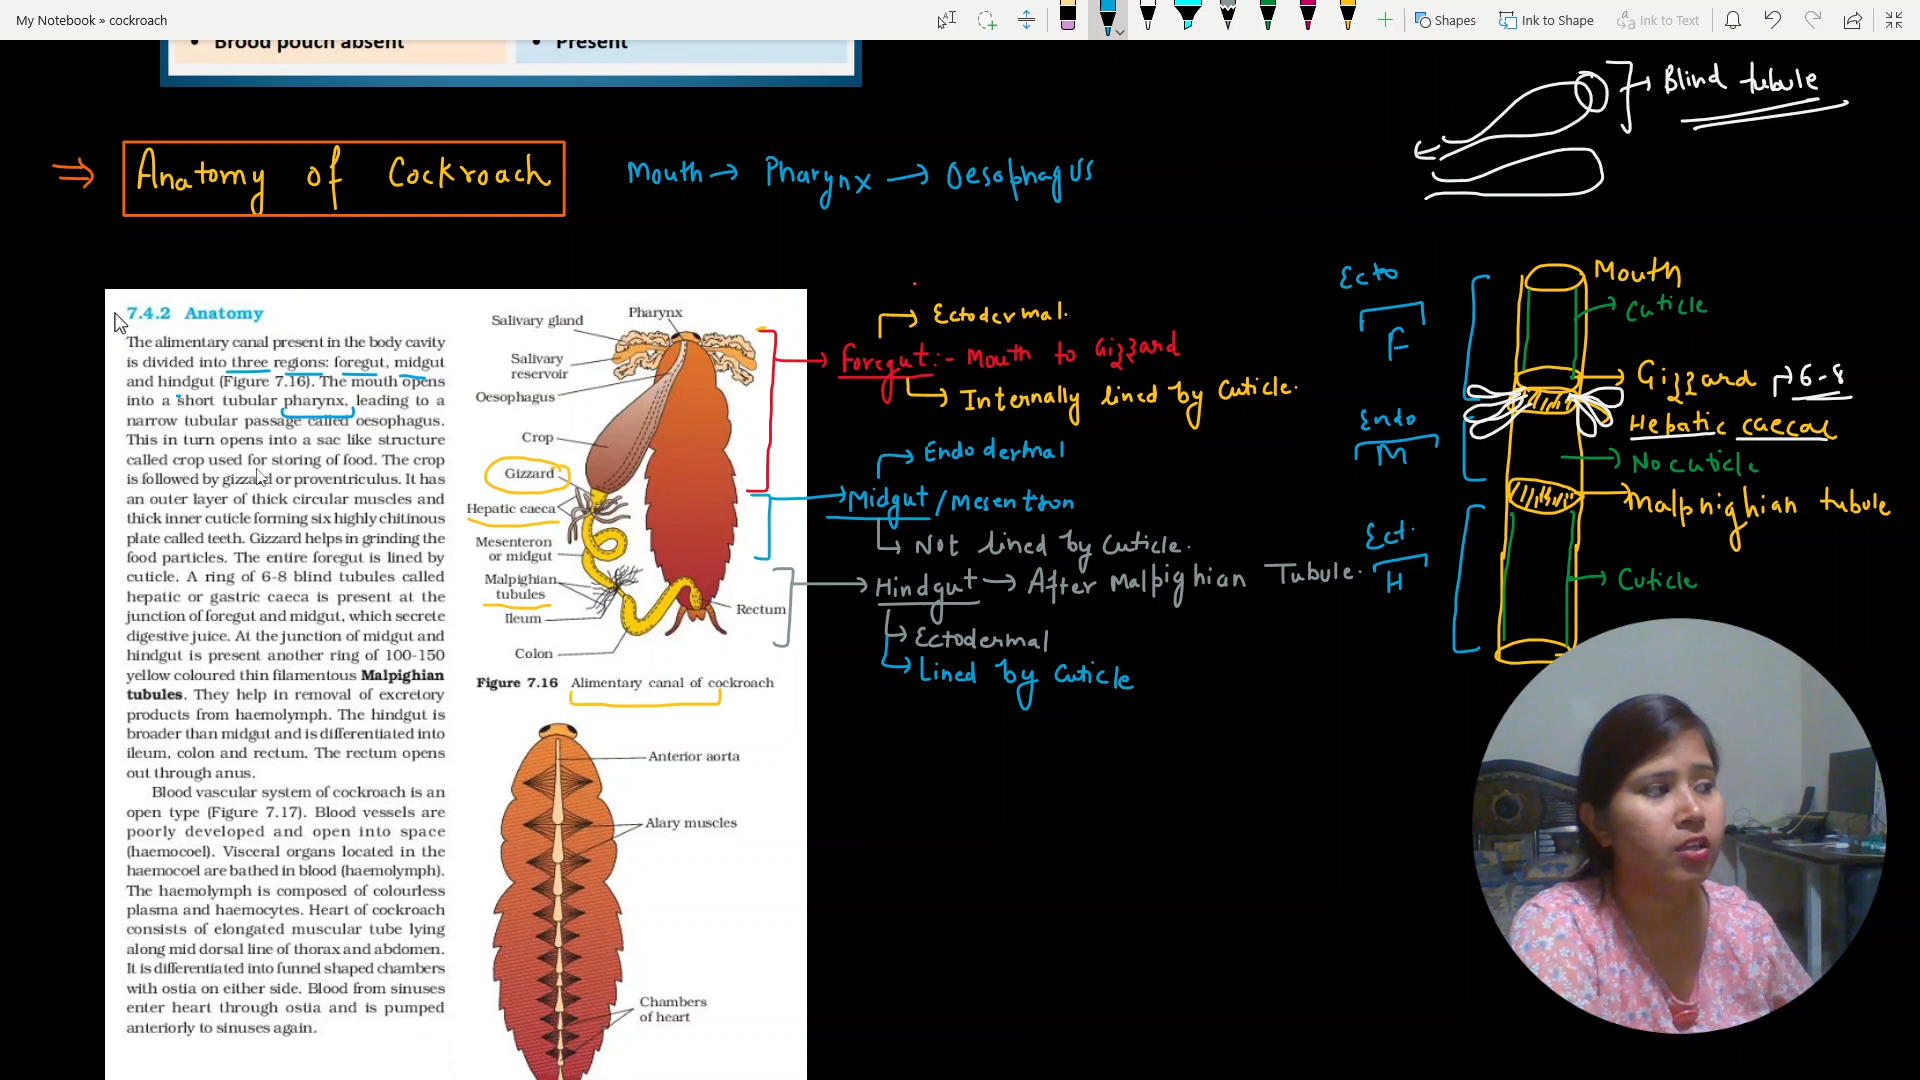 My Notebook » cockroach
Shapes
Ink to Shape
Ink to Text
• Brood pouch absent
• Present
Blind tubule
Anatomy of Cockroach
Mouth → Pharynx → Oesophagus
7.4.2 Anatomy
The alimentary canal present in the body cavity
is divided into three regions: foregut, midgut
and hindgut (Figure 7.16). The mouth opens
into a short tubular pharynx, leading to a
narrow tubular passage called oesophagus.
This in turn opens into a sac like structure
called crop used for storing of food. The crop
is followed by gizzard or proventriculus. It has
an outer layer of thick circular muscles and
thick inner cuticle forming six highly chitinous
plate called teeth. Gizzard helps in grinding the
food particles. The entire foregut is lined by
cuticle. A ring of 6-8 blind tubules called
hepatic or gastric caeca is present at the
junction of foregut and midgut, which secrete
digestive juice. At the junction of midgut and
hindgut is present another ring of 100-150
yellow coloured thin filamentous Malpighian
tubules. They help in removal of excretory
products from haemolymph. The hindgut is
broader than midgut and is differentiated into
ileum, colon and rectum. The rectum opens
out through anus.
Blood vascular system of cockroach is an
open type (Figure 7.17). Blood vessels are
poorly developed and open into space
(haemocoel). Visceral organs located in the
haemocoel are bathed in blood (haemolymph).
The haemolymph is composed of colourless
plasma and haemocytes. Heart of cockroach
consists of elongated muscular tube lying
along mid dorsal line of thorax and abdomen.
It is differentiated into funnel shaped chambers
with ostia on either side. Blood from sinuses
enter heart through ostia and is pumped
anteriorly to sinuses again.
Salivary gland
Pharynx
Salivary
reservoir
Oesophagus
Crop
Gizzard
Hepatic caeca
Mesenteron
or midgut
Malpighian
tubules
Ileum
Rectum
Colon
Figure 7.16 Alimentary canal of cockroach
Anterior aorta
Alary muscles
Chambers
of heart
Ectodermal.
Foregut:- Mouth to Gizzard
Internally lined by Cuticle.
Endodermal
Midgut/Mesentron
Not lined by Cuticle.
Hindgut → After Malpighian Tubule.
Ectodermal
Lined by Cuticle
Ecto
F
Endo
M
Ect.
H
Mouth
Cuticle
Gizzard
6-8
Hepatic caecae
No cuticle
Malpnighian tubule
Cuticle